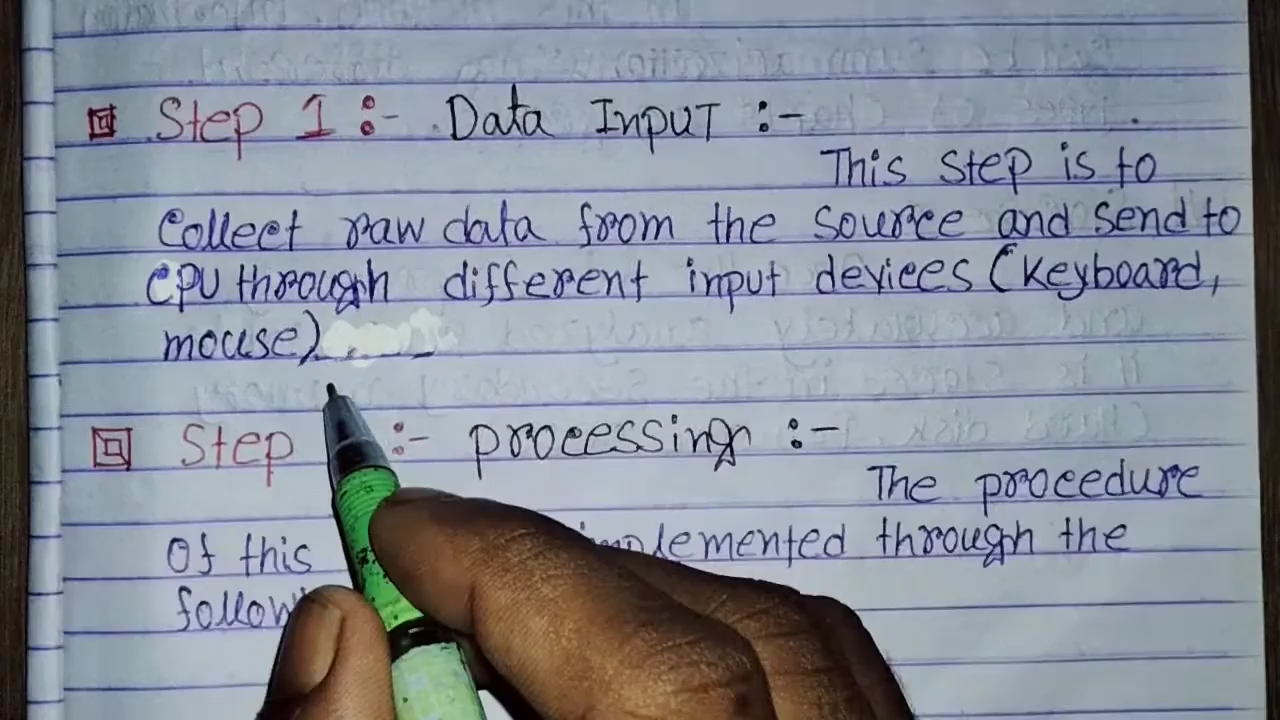 Step 1 :- Data Input :-
This step is to
Collect raw data from the source and send to
CPU through different input devices (Keyboard,
mouse)
Step :- processing :-
The procedure
Of this implemented through the